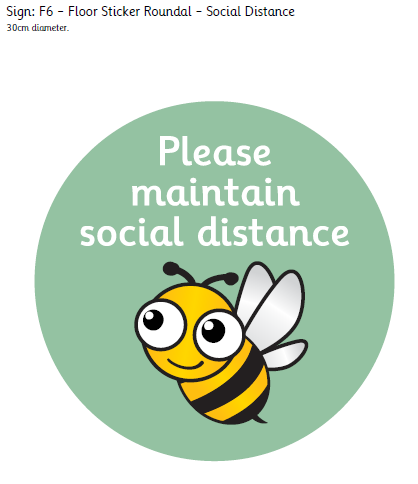 Sign: F6 – Floor Sticker Roundal – Social Distance
30cm diameter.
Please
maintain
social distance